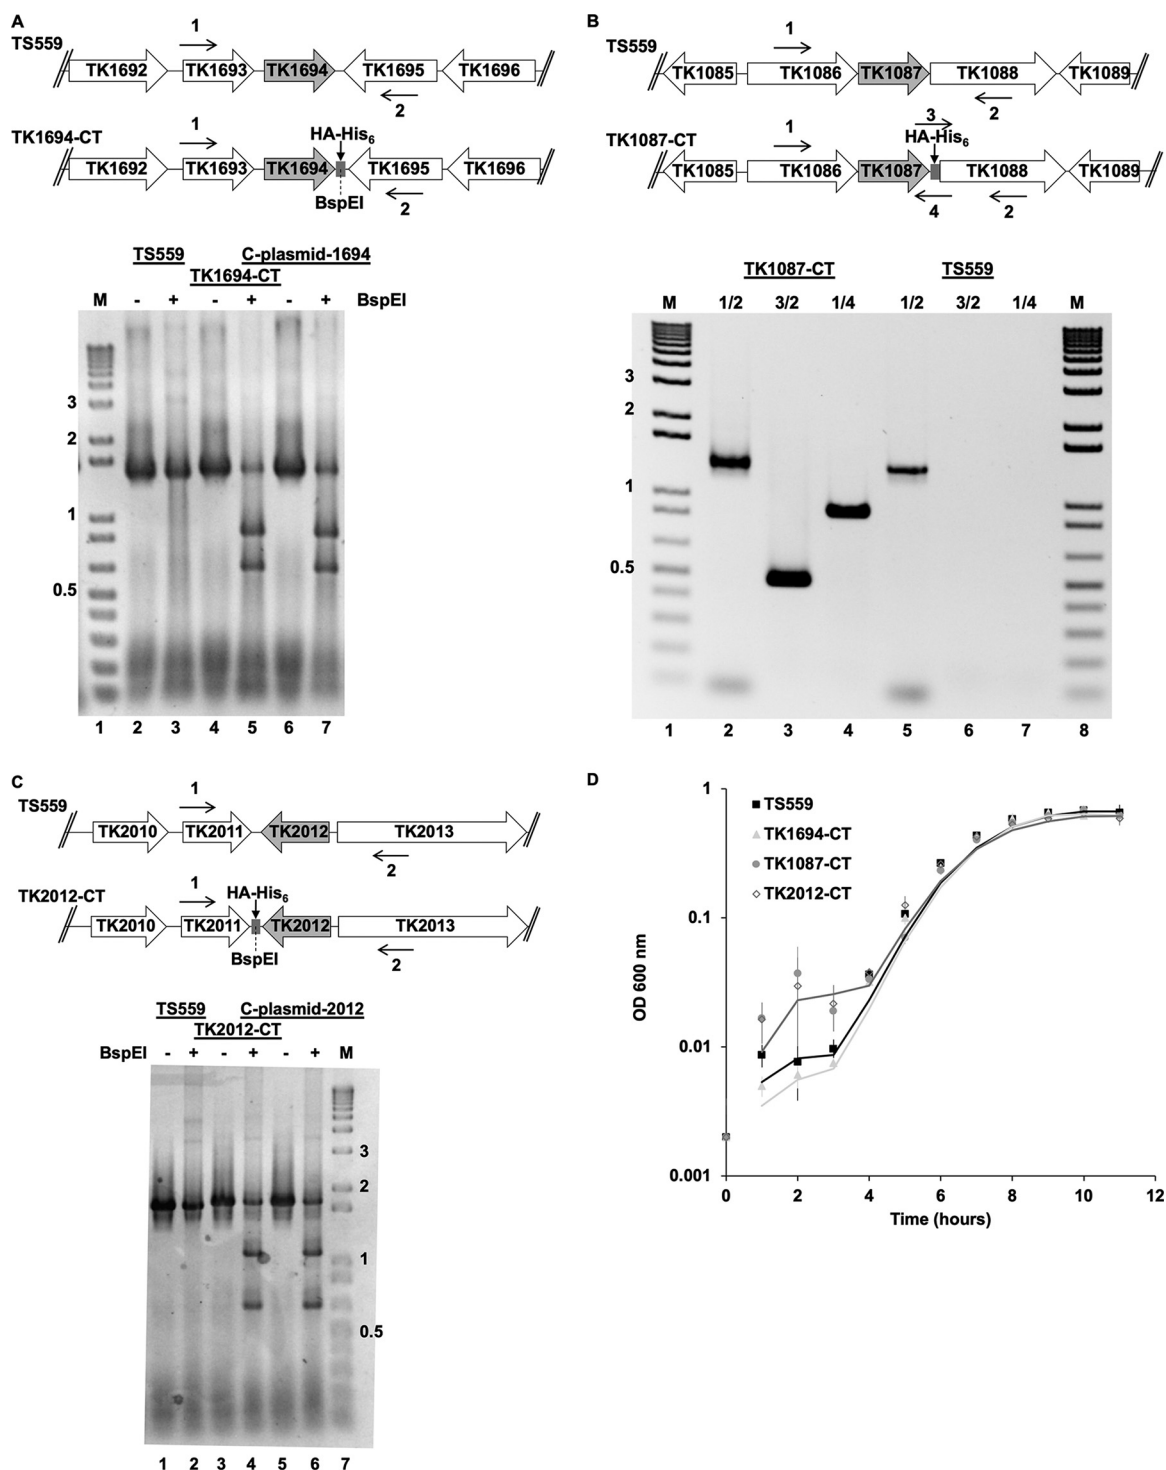 A
TS559
1
TK1692 TK1693 TK1694 TK1695 TK1696
2
TK1694-CT
1
HA-His6
TK1692 TK1693 TK1694 TK1695 TK1696
BspEI
2
TS559 C-plasmid-1694
TK1694-CT
M - + - + - + BspEI
3
2
1
0.5
1 2 3 4 5 6 7
B
TS559
1
TK1085 TK1086 TK1087 TK1088 TK1089
2
TK1087-CT
1
3
HA-His6
TK1085 TK1086 TK1087 TK1088 TK1089
4 2
TK1087-CT TS559
M 1/2 3/2 1/4 1/2 3/2 1/4 M
3
2
1
0.5
1 2 3 4 5 6 7 8
C
TS559
1
TK2010 TK2011 TK2012 TK2013
2
TK2012-CT
1
HA-His6
TK2010 TK2011 TK2012 TK2013
BspEI
2
TS559 C-plasmid-2012
TK2012-CT
BspEI - + - + - + M
3
2
1
0.5
1 2 3 4 5 6 7
D
1
0.1
0.01
0.001
OD 600 nm
TS559
TK1694-CT
TK1087-CT
TK2012-CT
0 2 4 6 8 10 12
Time (hours)